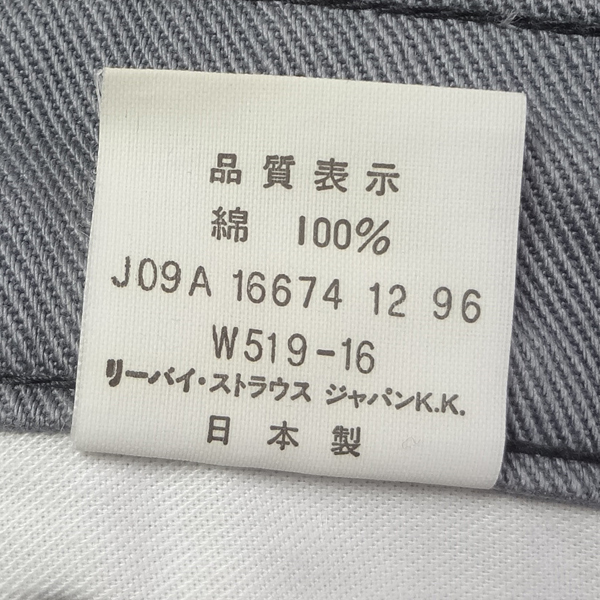 品質表示
綿 100%
J09A 16674 12 96
W519-16
リーバイ・ストラウス ジャパンK.K.
日本製